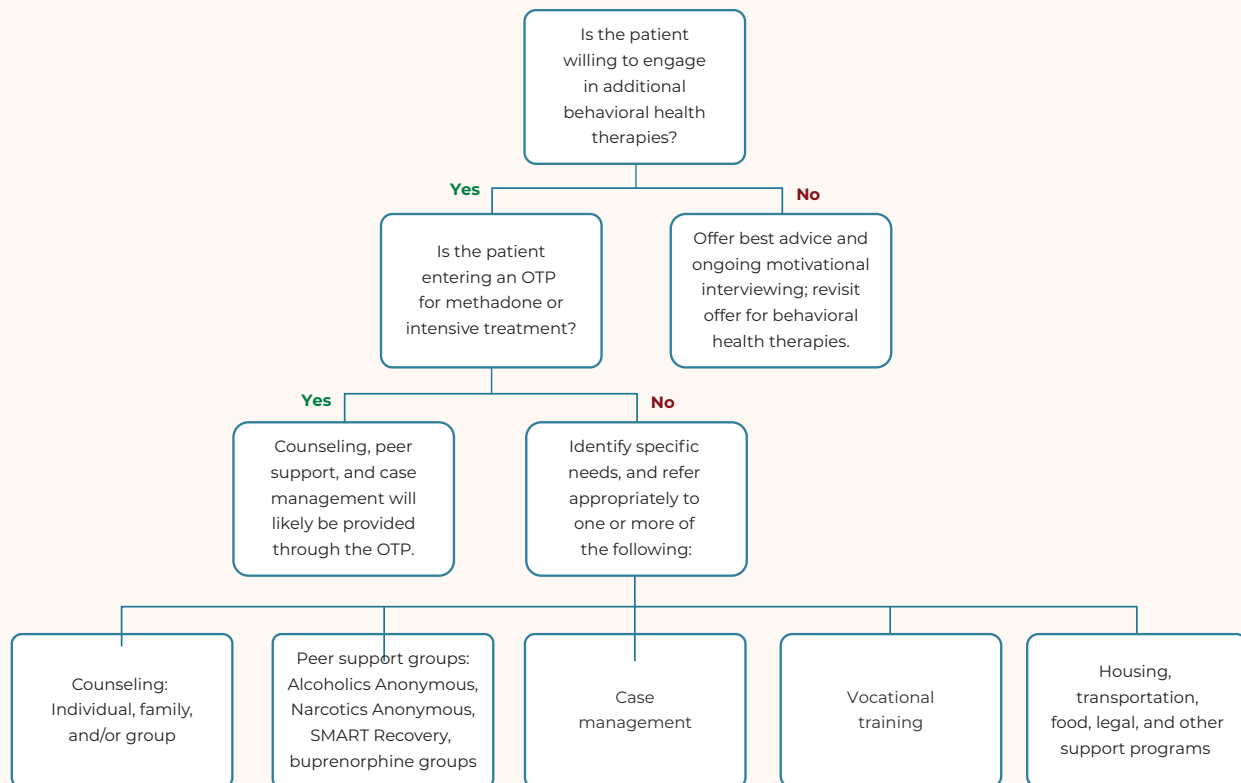 Is the patient
willing to engage
in additional
behavioral health
therapies?
Yes
No
Is the patient
entering an OTP
for methadone or
intensive treatment?
Offer best advice and
ongoing motivational
interviewing; revisit
offer for behavioral
health therapies.
Yes
No
Counseling, peer
support, and case
management will
likely be provided
through the OTP.
Identify specific
needs, and refer
appropriately to
one or more of
the following:
Counseling:
Individual, family,
and/or group
Peer support groups:
Alcoholics Anonymous,
Narcotics Anonymous,
SMART Recovery,
buprenorphine groups
Case
management
Vocational
training
Housing,
transportation,
food, legal, and other
support programs